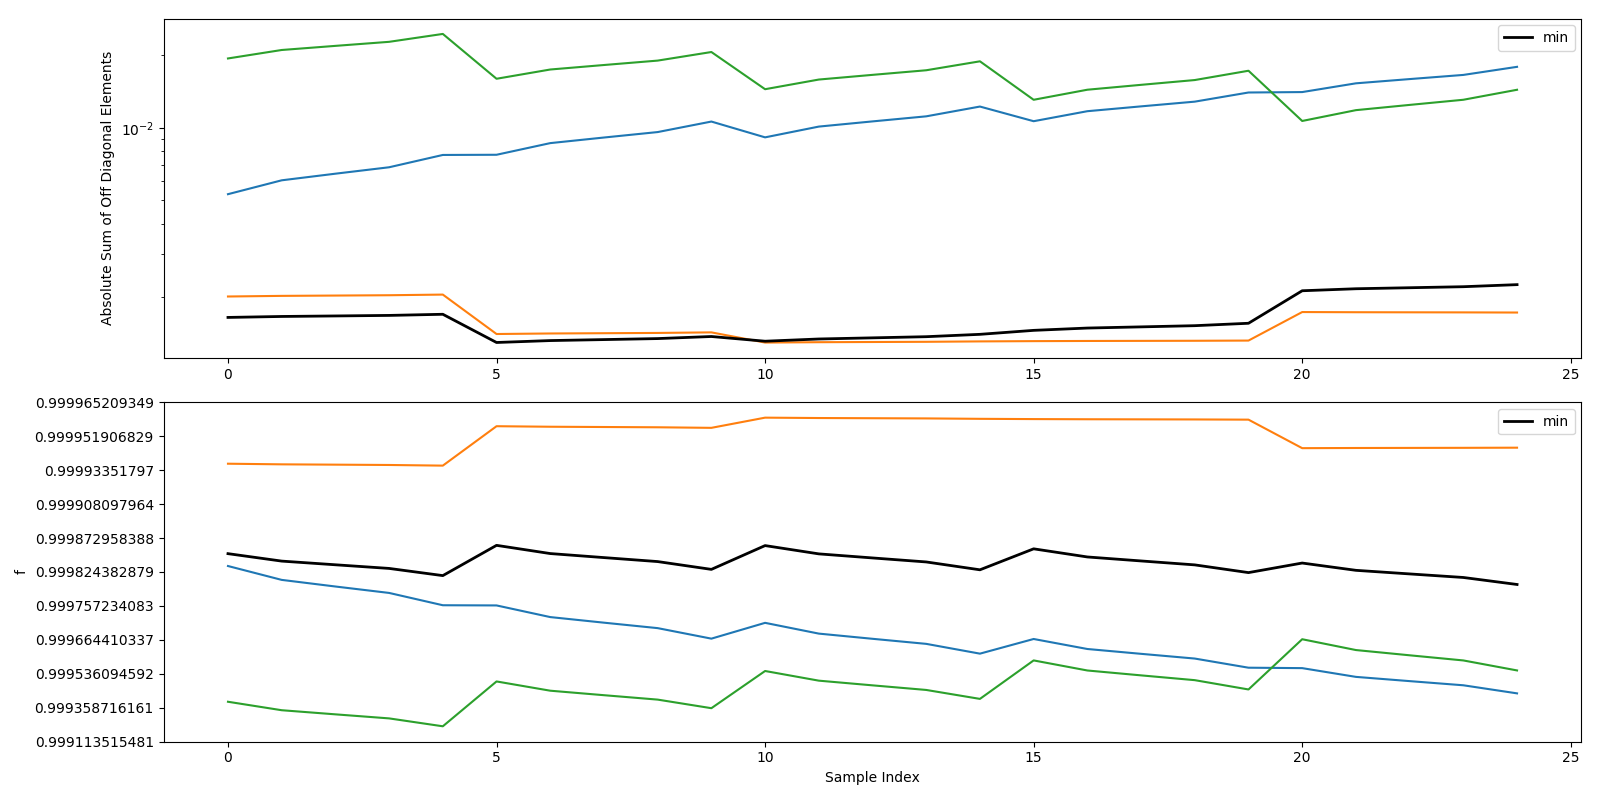 Absolute Sum of Off Diagonal Elements
10⁻²
min
0 5 10 15 20 25
f
0.999965209349
0.999951906829
0.99993351797
0.999908097964
0.999872958388
0.999824382879
0.999757234083
0.999664410337
0.999536094592
0.999358716161
0.999113515481
min
0 5 10 15 20 25
Sample Index